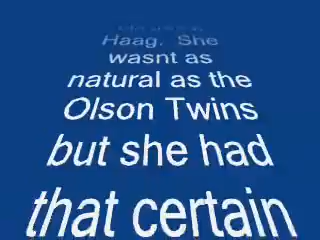 Haag. She
wasnt as
natural as the
Olson Twins
but she had
that certain